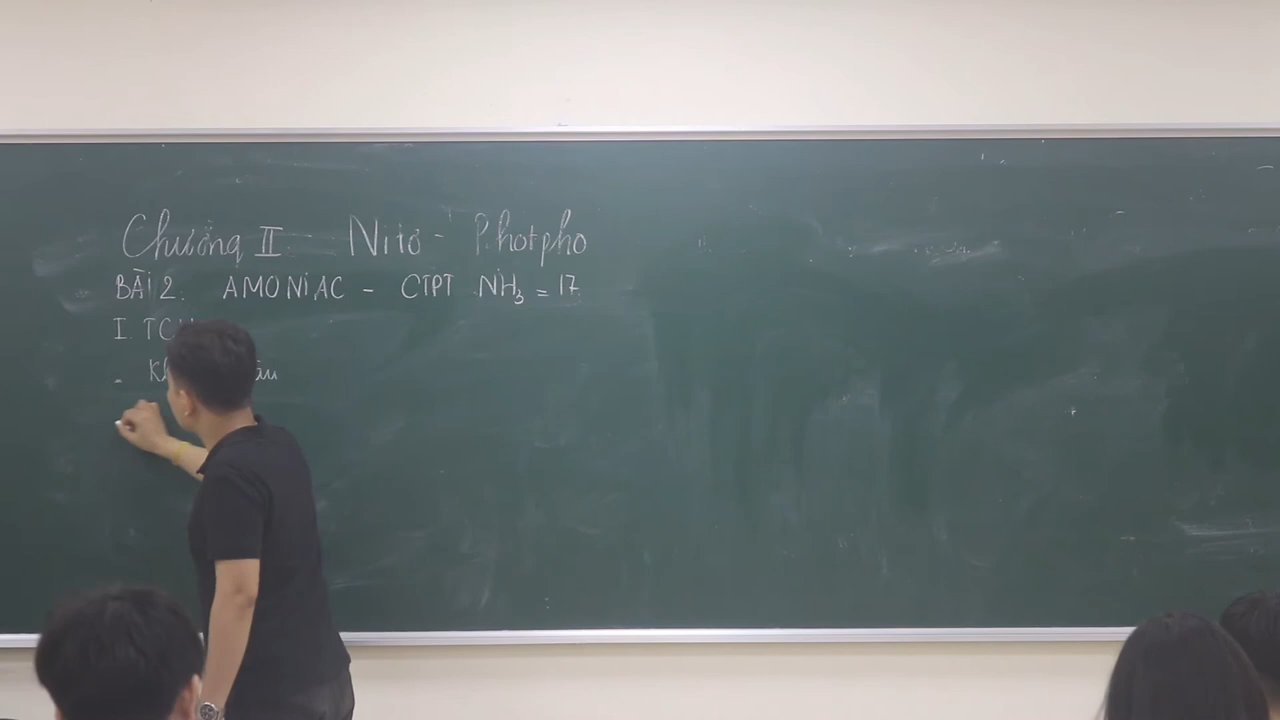 Chương II - Nitơ - Photpho
BÀI 2: AMONIAC - CTPT NH₃ = 17
I. TC
-